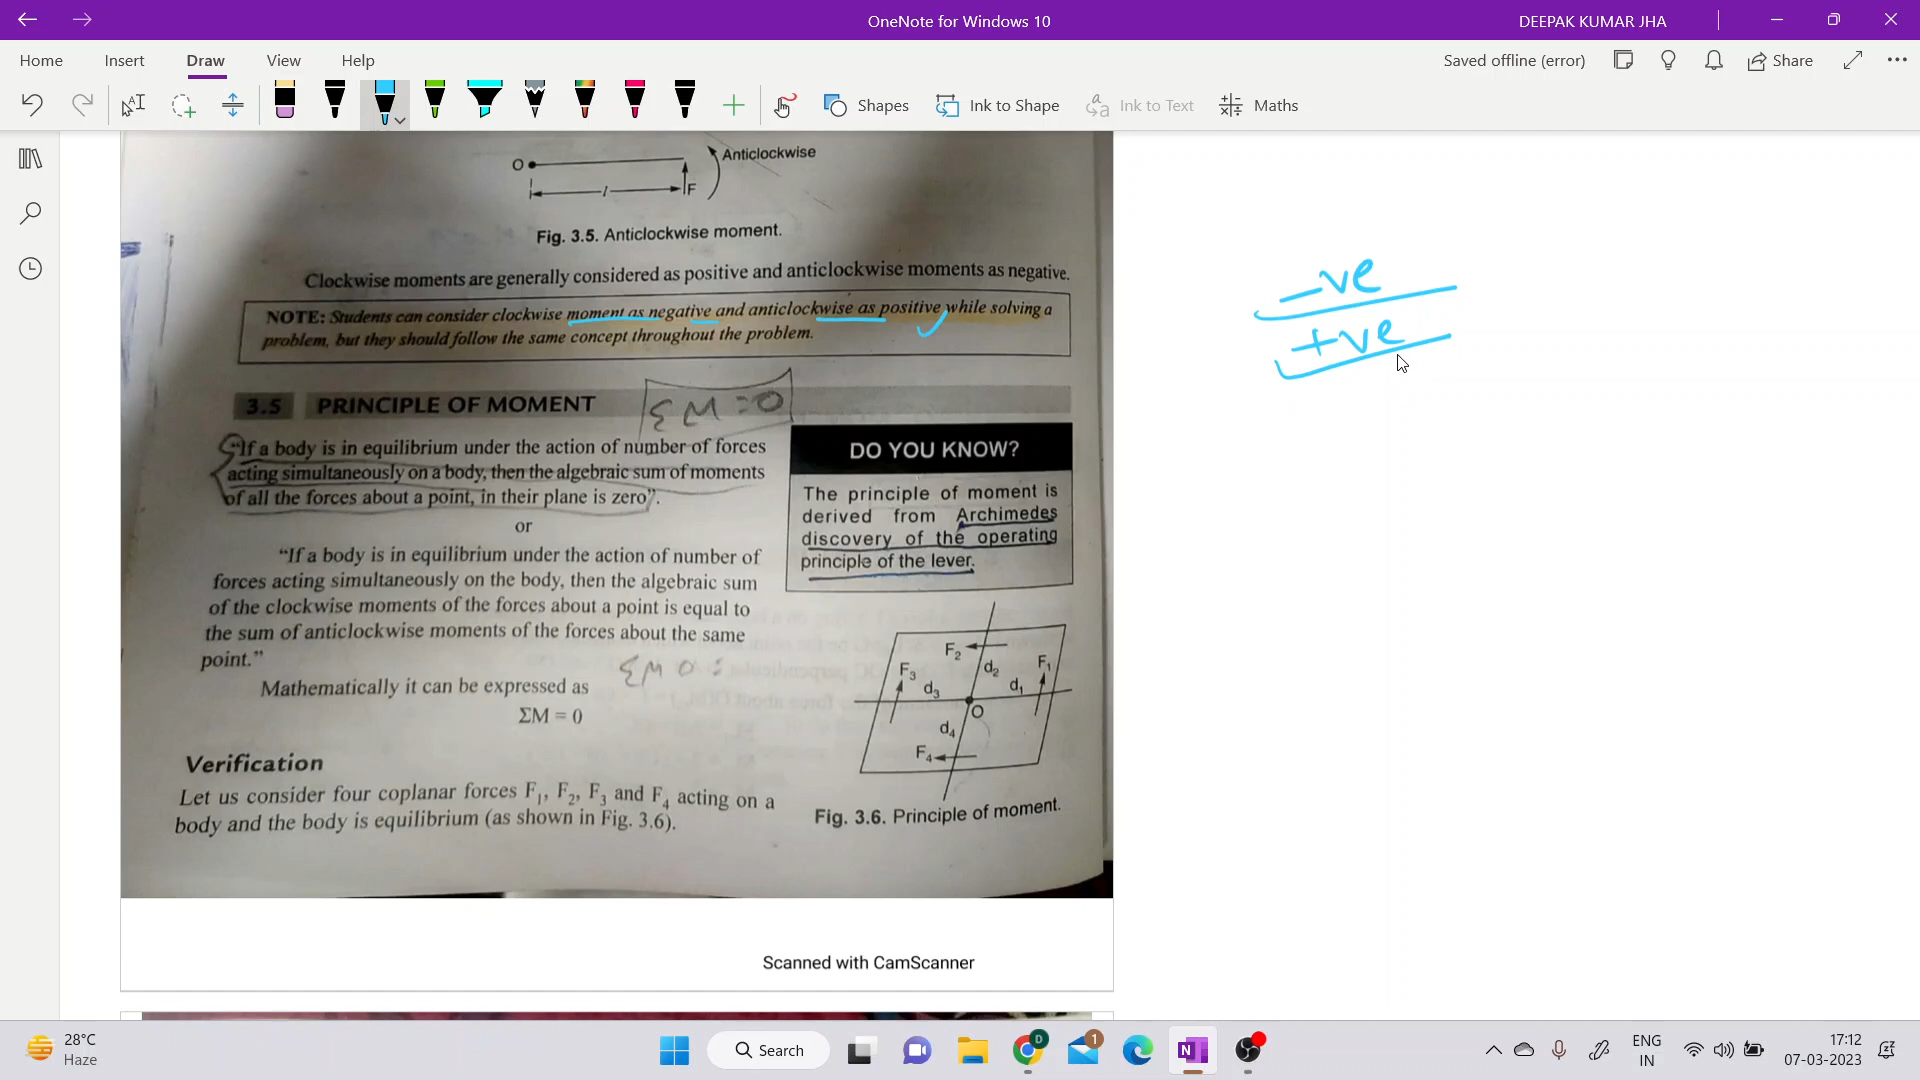 OneNote for Windows 10
DEEPAK KUMAR JHA
Home Insert Draw View Help
Saved offline (error)
Share
Shapes
Ink to Shape
Ink to Text
Maths
O
Anticlockwise
l
F
Fig. 3.5. Anticlockwise moment.
Clockwise moments are generally considered as positive and anticlockwise moments as negative.
NOTE: Students can consider clockwise moment as negative and anticlockwise as positive while solving a
problem, but they should follow the same concept throughout the problem.
-ve
+ve
3.5 PRINCIPLE OF MOMENT
ΣM=0
"If a body is in equilibrium under the action of number of forces
acting simultaneously on a body, then the algebraic sum of moments
of all the forces about a point, in their plane is zero".
or
"If a body is in equilibrium under the action of number of
forces acting simultaneously on the body, then the algebraic sum
of the clockwise moments of the forces about a point is equal to
the sum of anticlockwise moments of the forces about the same
point."
ΣM 0 :
Mathematically it can be expressed as
ΣM = 0
DO YOU KNOW?
The principle of moment is
derived from Archimedes
discovery of the operating
principle of the lever.
F₂
F₃
d₂
F₁
d₃
d₁
O
d₄
F₄
Fig. 3.6. Principle of moment.
Verification
Let us consider four coplanar forces F₁, F₂, F₃ and F₄ acting on a
body and the body is equilibrium (as shown in Fig. 3.6).
Scanned with CamScanner
28°C
Haze
Search
D
1
N
ENG
IN
17:12
07-03-2023